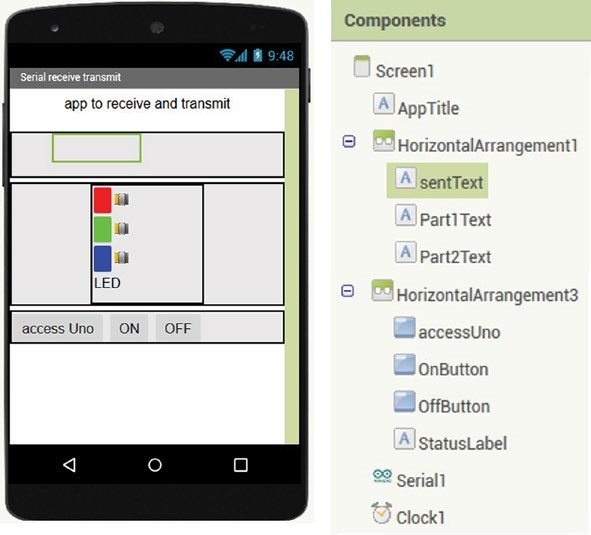 9:48
Serial receive transmit
app to receive and transmit
LED
access Uno ON OFF
Components
Screen1
A AppTitle
HorizontalArrangement1
A sentText
A Part1Text
A Part2Text
HorizontalArrangement3
accessUno
OnButton
OffButton
A StatusLabel
Serial1
Clock1